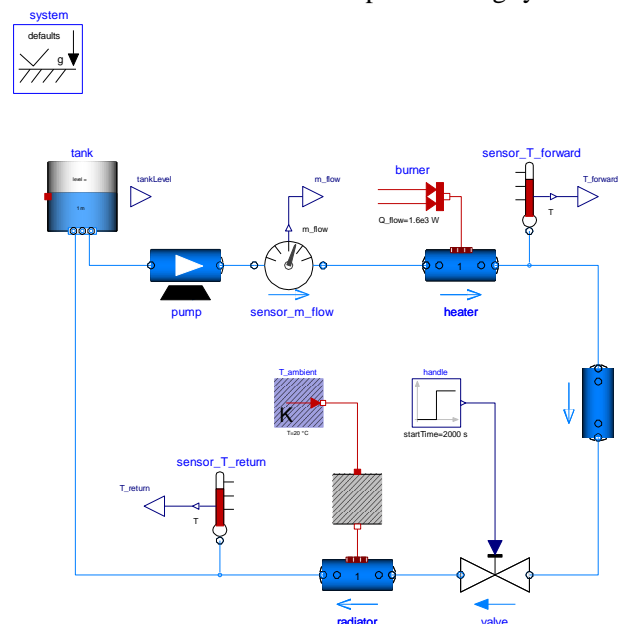 system
defaults
g
tank
level =
1 m
tankLevel
m_flow
burner
sensor_T_forward
T_forward
T
Q_flow=1.6e3 W
m_flow
1
pump
sensor_m_flow
heater
T_ambient
handle
K
T=20 °C
startTime=2000 s
sensor_T_return
T_return
T
1
radiator
valve